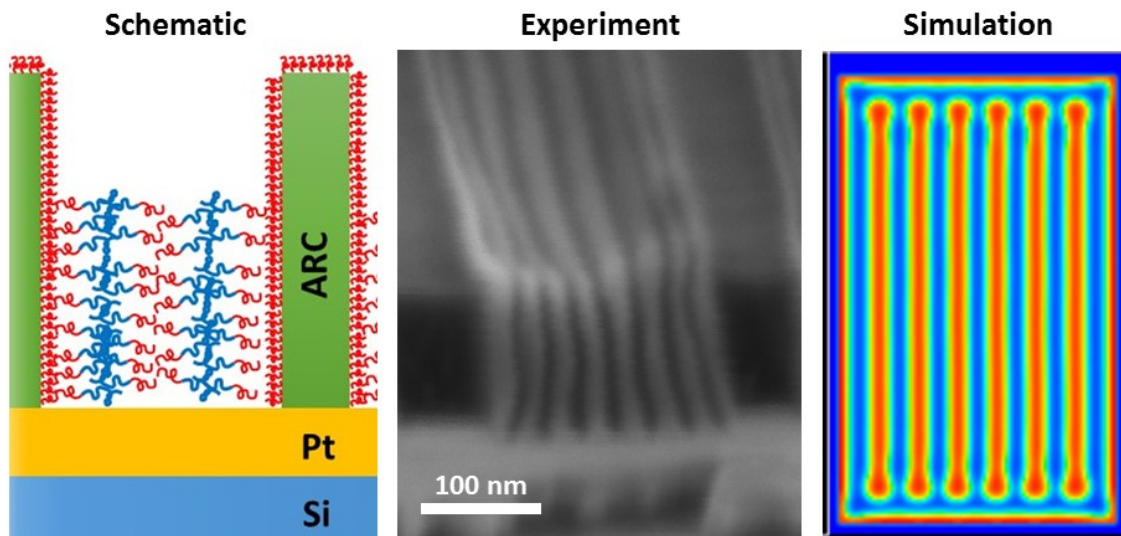 Schematic
Experiment
Simulation
ARC
Pt
Si
100 nm